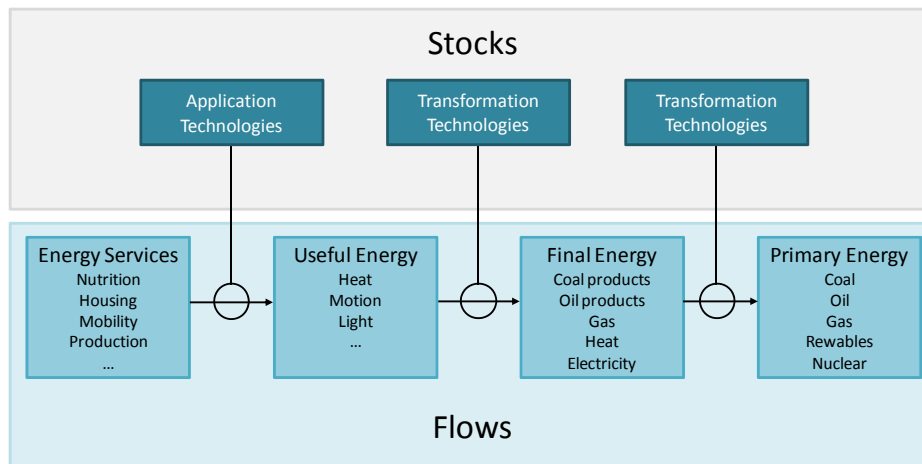 Stocks
Application
Technologies
Transformation
Technologies
Transformation
Technologies
Energy Services
Nutrition
Housing
Mobility
Production
...
Useful Energy
Heat
Motion
Light
...
Final Energy
Coal products
Oil products
Gas
Heat
Electricity
Primary Energy
Coal
Oil
Gas
Rewables
Nuclear
Flows